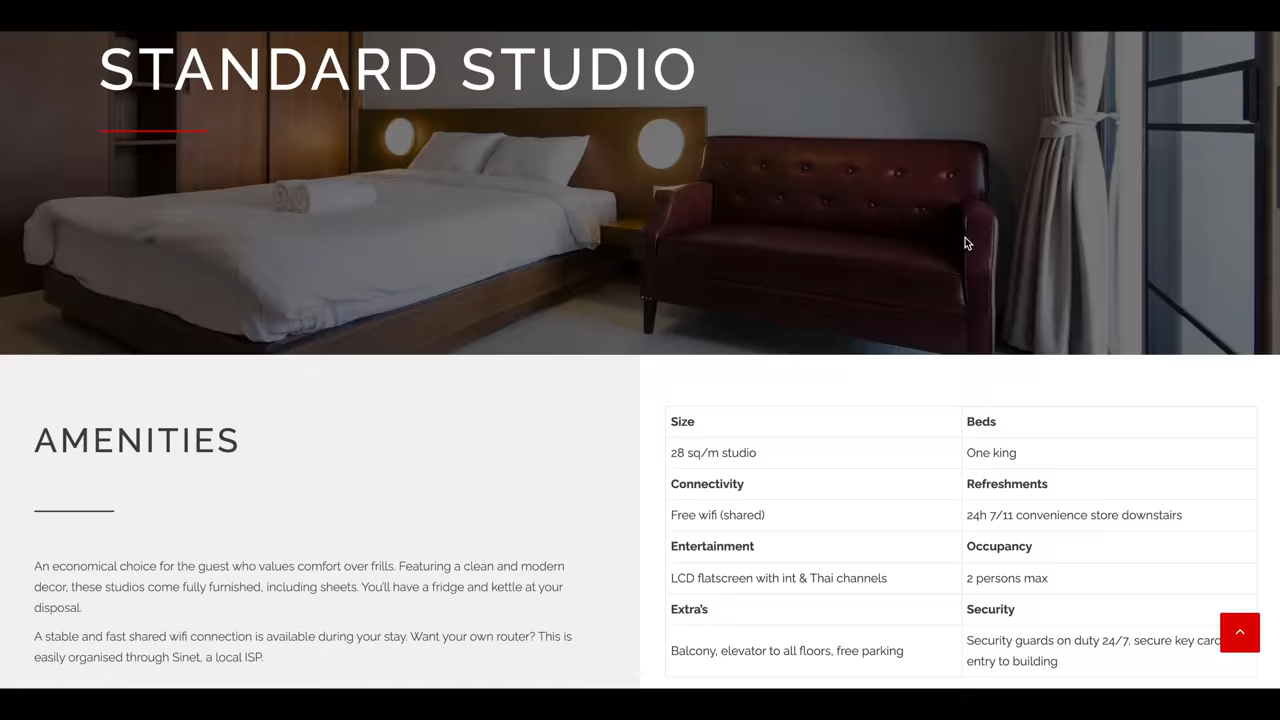 STANDARD STUDIO
AMENITIES
An economical choice for the guest who values comfort over frills. Featuring a clean and modern
decor, these studios come fully furnished, including sheets. You'll have a fridge and kettle at your
disposal.
A stable and fast shared wifi connection is available during your stay. Want your own router? This is
easily organised through Sinet, a local ISP.
Size Beds
28 sq/m studio One king
Connectivity Refreshments
Free wifi (shared) 24h 7/11 convenience store downstairs
Entertainment Occupancy
LCD flatscreen with int & Thai channels 2 persons max
Extra's Security
Balcony, elevator to all floors, free parking Security guards on duty 24/7, secure key card
entry to building